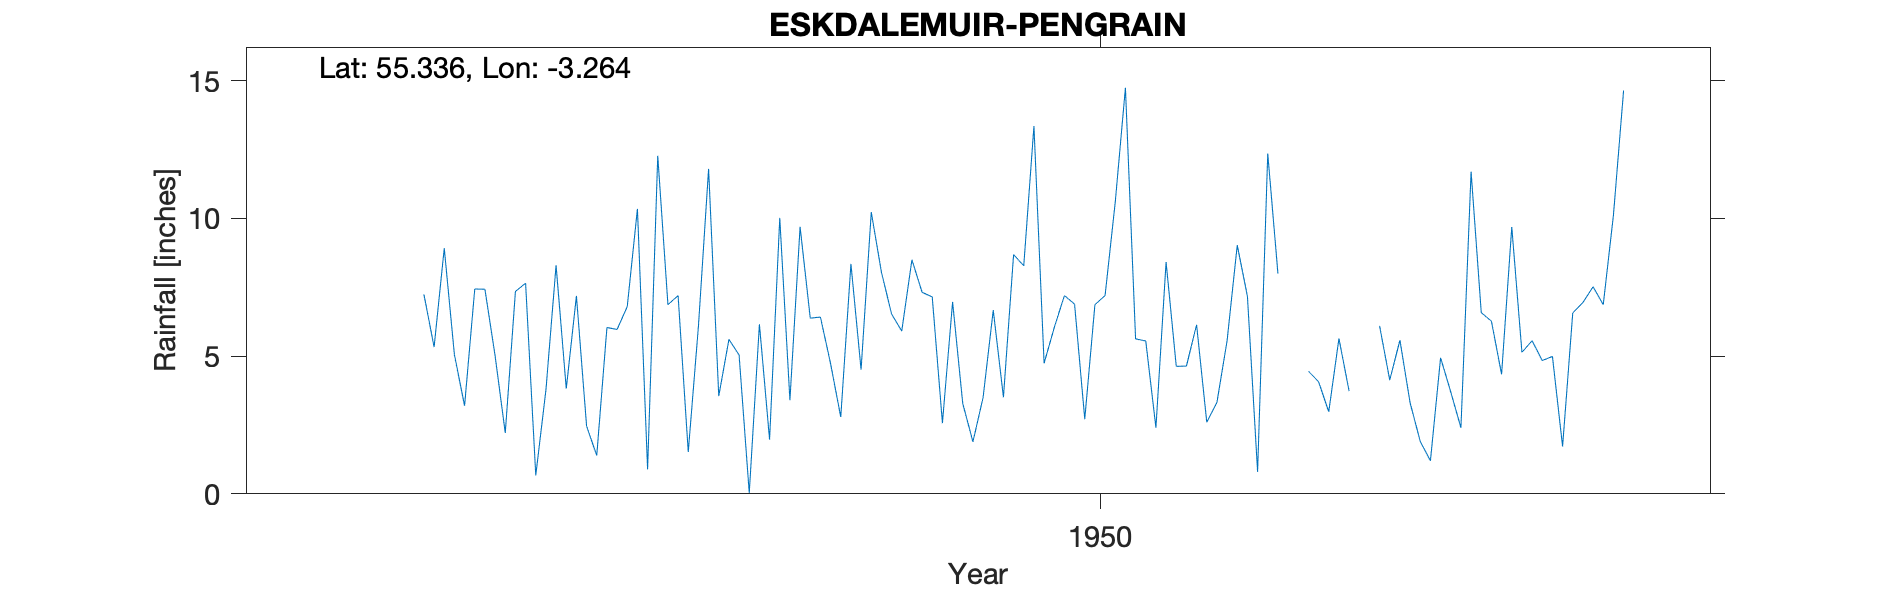 ESKDALEMUIR-PENGRAIN
Lat: 55.336, Lon: -3.264
15
10
5
0
Rainfall [inches]
1950
Year